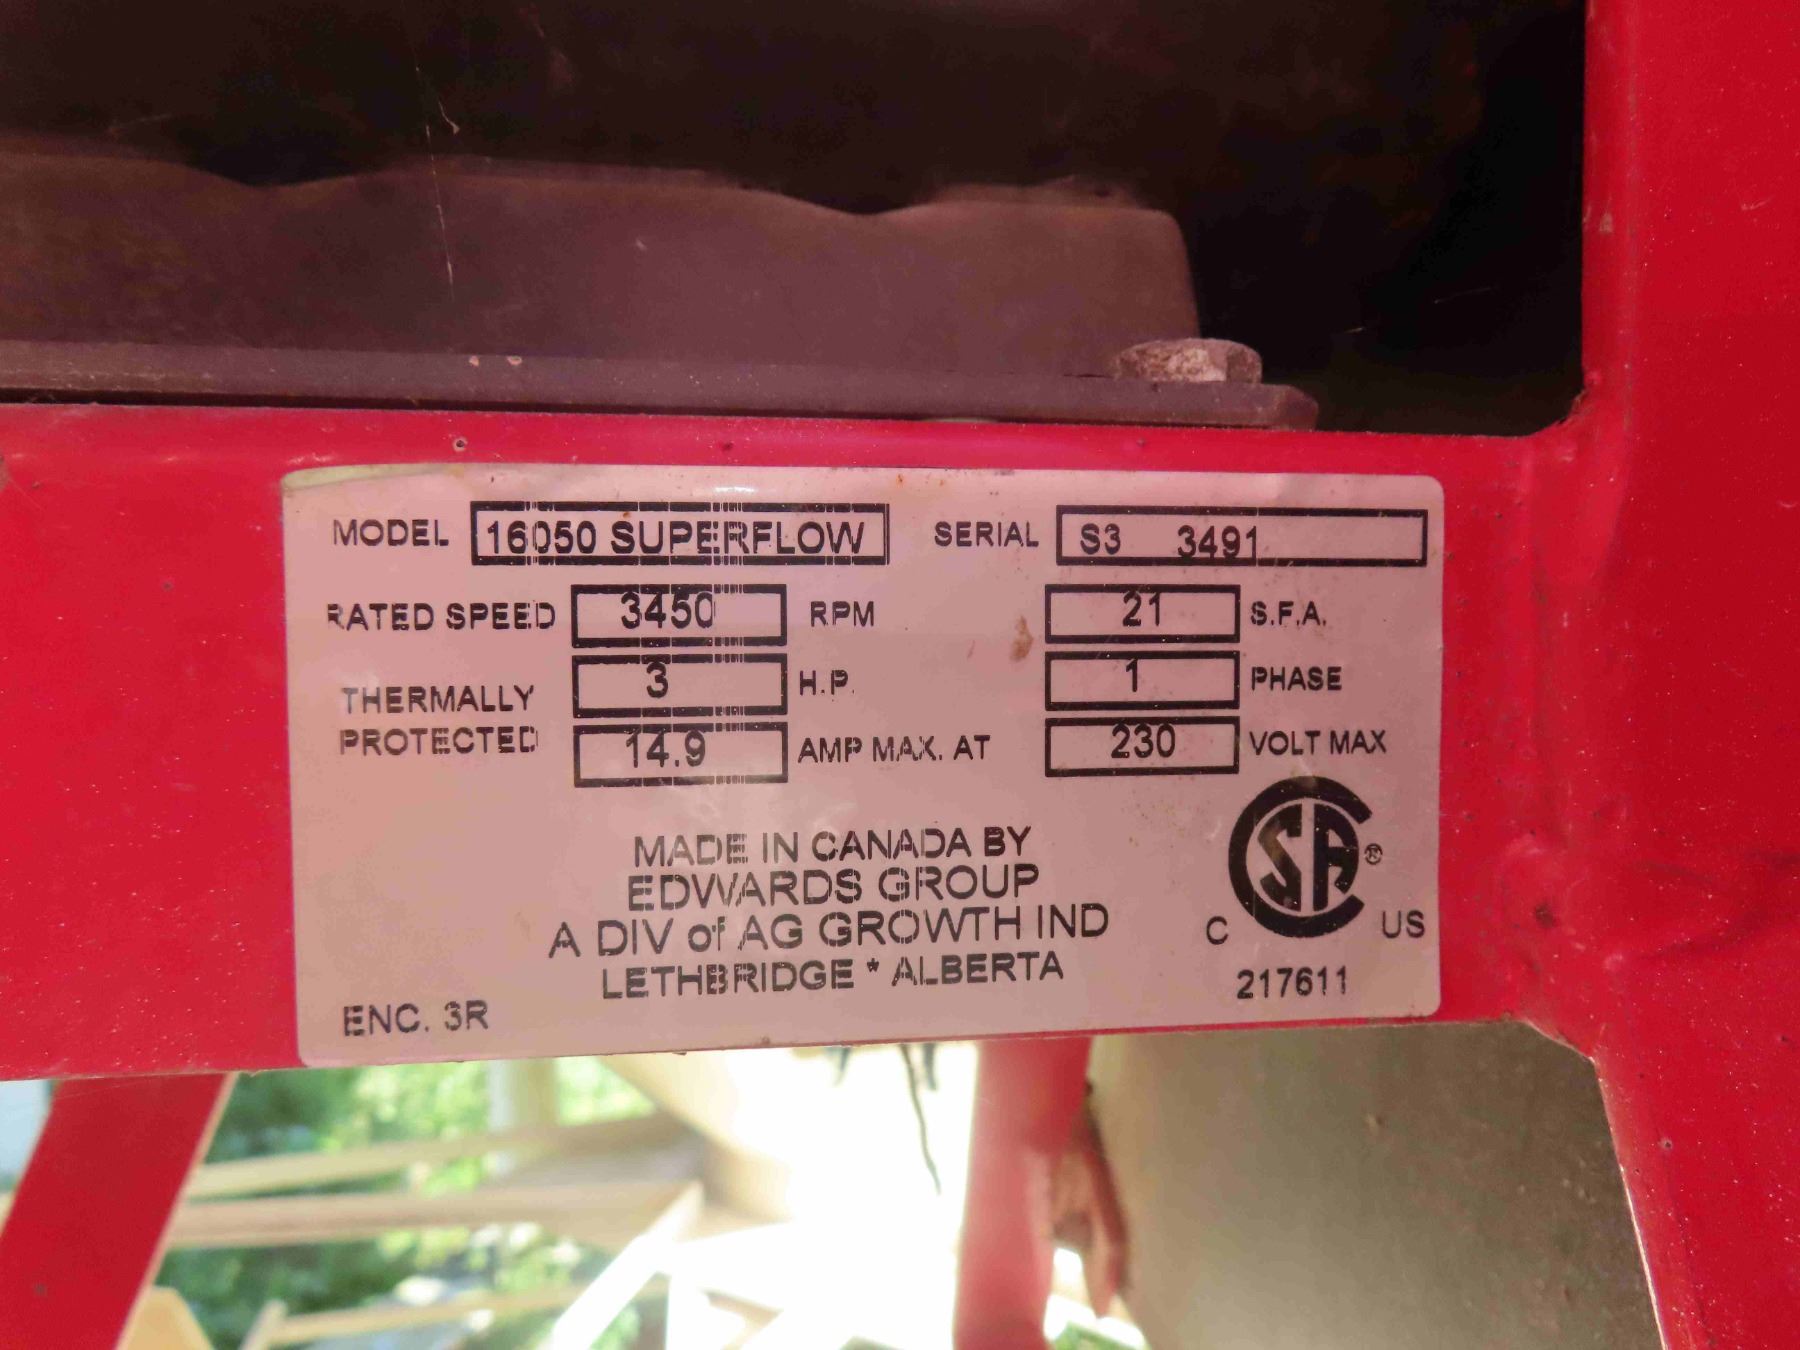 MODEL 16050 SUPERFLOW SERIAL S3 3491
RATED SPEED 3450 RPM 21 S.F.A.
THERMALLY 3 H.P. 1 PHASE
PROTECTED 14.9 AMP MAX. AT 230 VOLT MAX
MADE IN CANADA BY
EDWARDS GROUP
A DIV of AG GROWTH IND
LETHBRIDGE * ALBERTA
ENC. 3R
CSA®
C US
217611